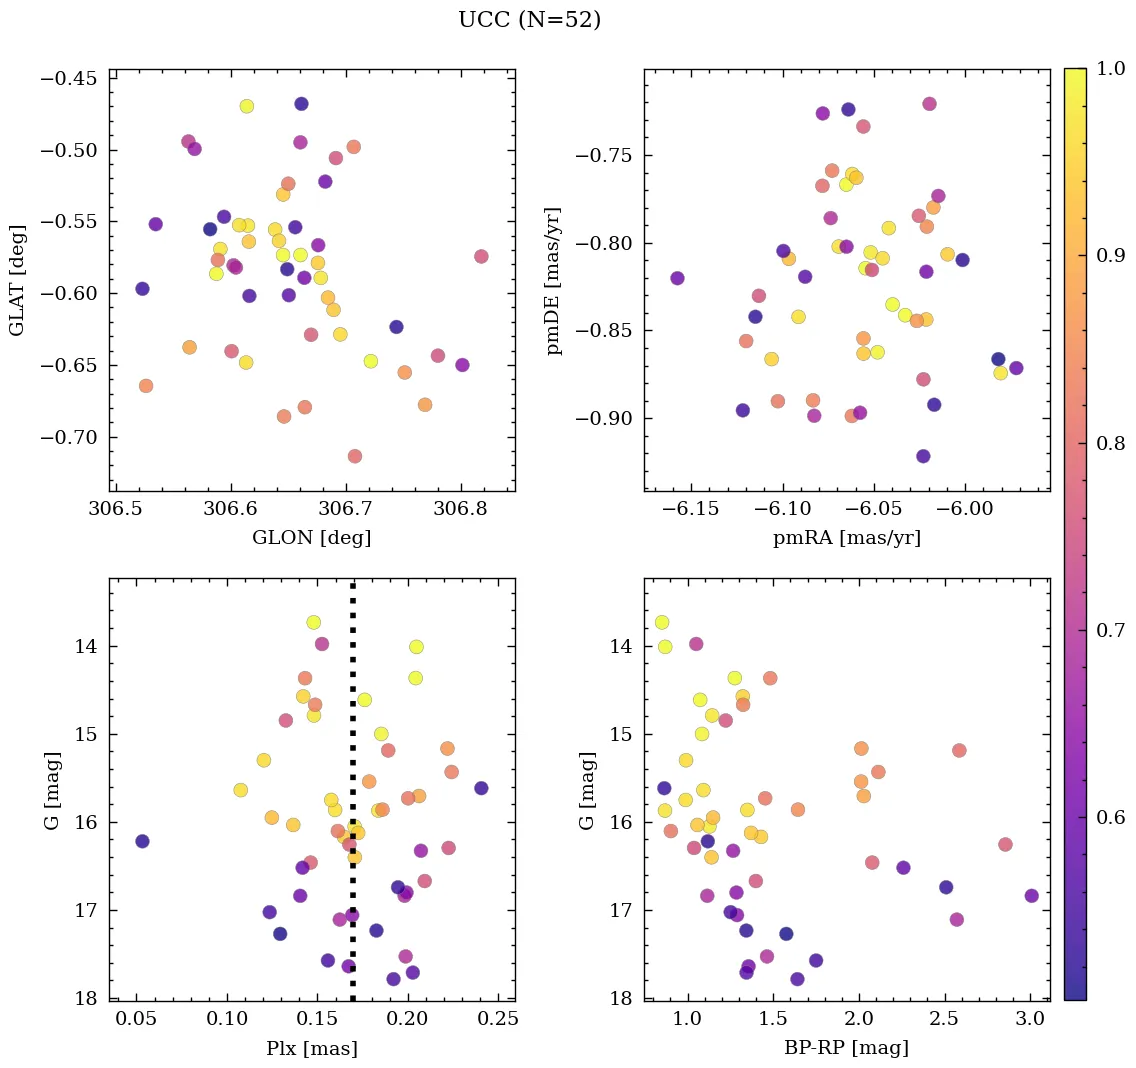 UCC (N=52)
−0.45
−0.50
−0.55
−0.60
−0.65
−0.70
GLAT [deg]
306.5 306.6 306.7 306.8
GLON [deg]
−0.75
−0.80
−0.85
−0.90
pmDE [mas/yr]
−6.15 −6.10 −6.05 −6.00
pmRA [mas/yr]
14
15
16
17
18
G [mag]
0.05 0.10 0.15 0.20 0.25
Plx [mas]
14
15
16
17
18
G [mag]
1.0 1.5 2.0 2.5 3.0
BP-RP [mag]
1.0
0.9
0.8
0.7
0.6